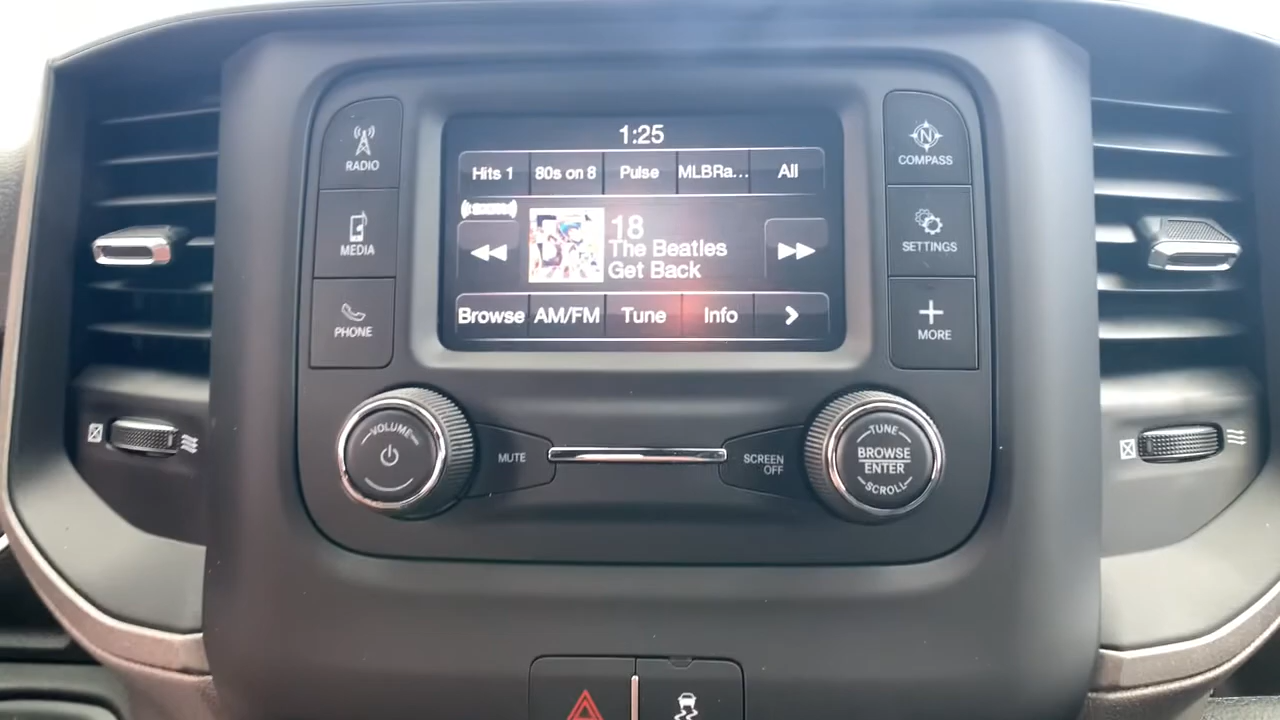 1:25
Hits 1
80s on 8
Pulse
MLBRa...
All
18
The Beatles
Get Back
Browse
AM/FM
Tune
Info
RADIO
MEDIA
PHONE
N
COMPASS
SETTINGS
MORE
VOLUME
MUTE
SCREEN
OFF
TUNE
BROWSE
ENTER
SCROLL